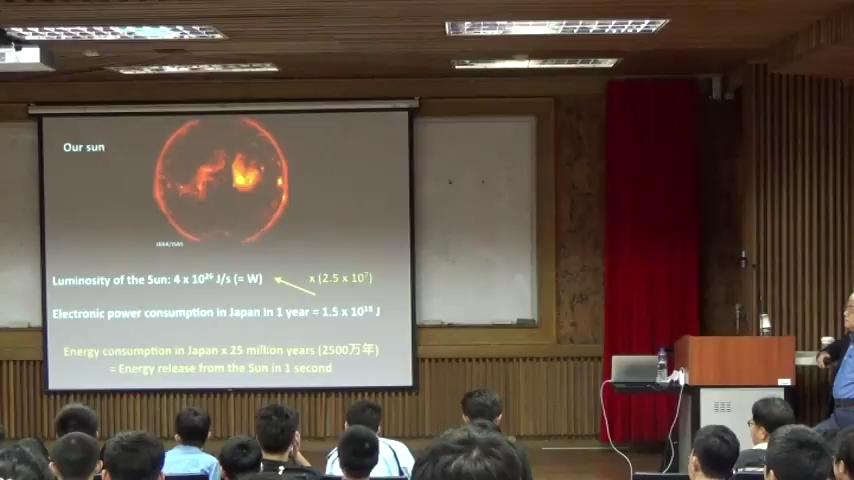 Our sun
JAXA/ISAS
Luminosity of the Sun: 4 x 10²⁶ J/s (= W)
x (2.5 x 10⁷)
Electronic power consumption in Japan in 1 year = 1.5 x 10¹⁹ J
Energy consumption in Japan x 25 million years (2500万年)
= Energy release from the Sun in 1 second